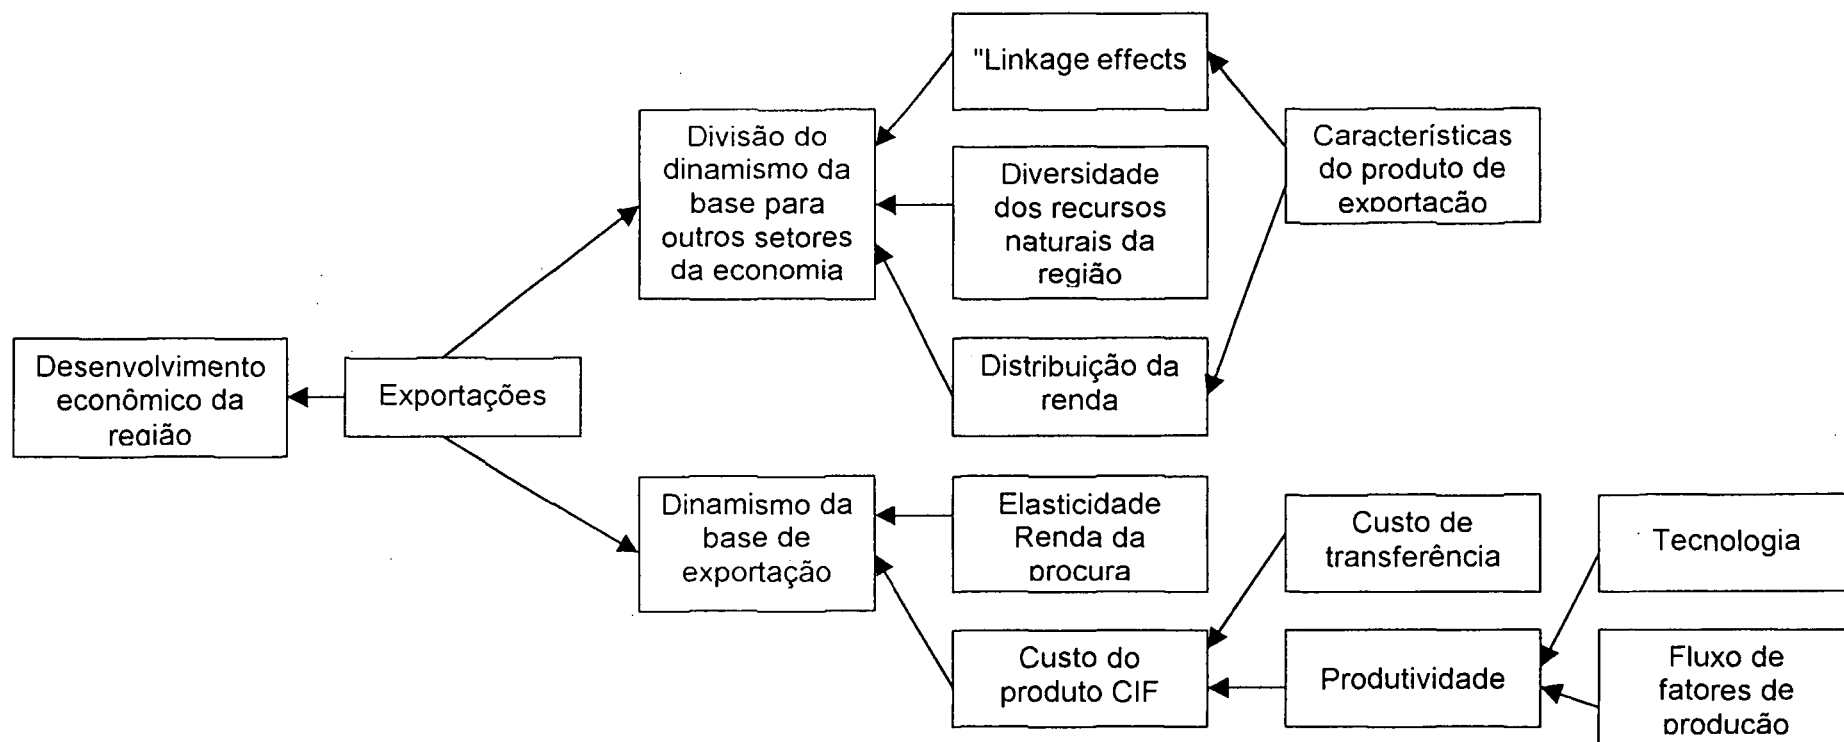 "Linkage effects
Divisão do
dinamismo da
base para
outros setores
da economia
Diversidade
dos recursos
naturais da
região
Características
do produto de
exportação
Distribuição da
renda
Desenvolvimento
econômico da
região
Exportações
Dinamismo da
base de
exportação
Elasticidade
Renda da
procura
Custo de
transferência
Tecnologia
Custo do
produto CIF
Produtividade
Fluxo de
fatores de
produção